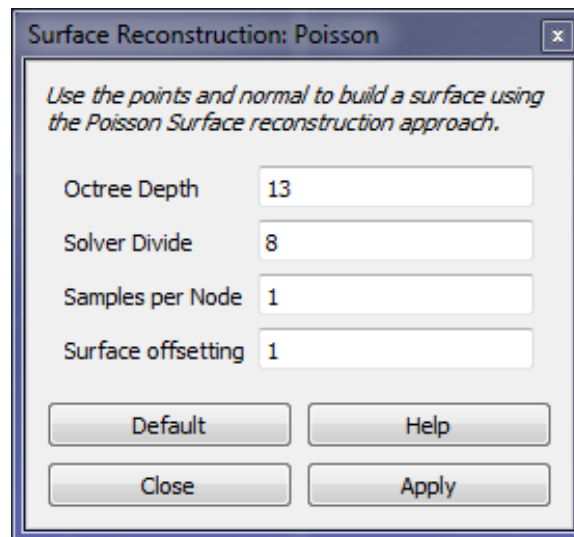 Surface Reconstruction: Poisson
Use the points and normal to build a surface using
the Poisson Surface reconstruction approach.
Octree Depth 13
Solver Divide 8
Samples per Node 1
Surface offsetting 1
Default Help
Close Apply